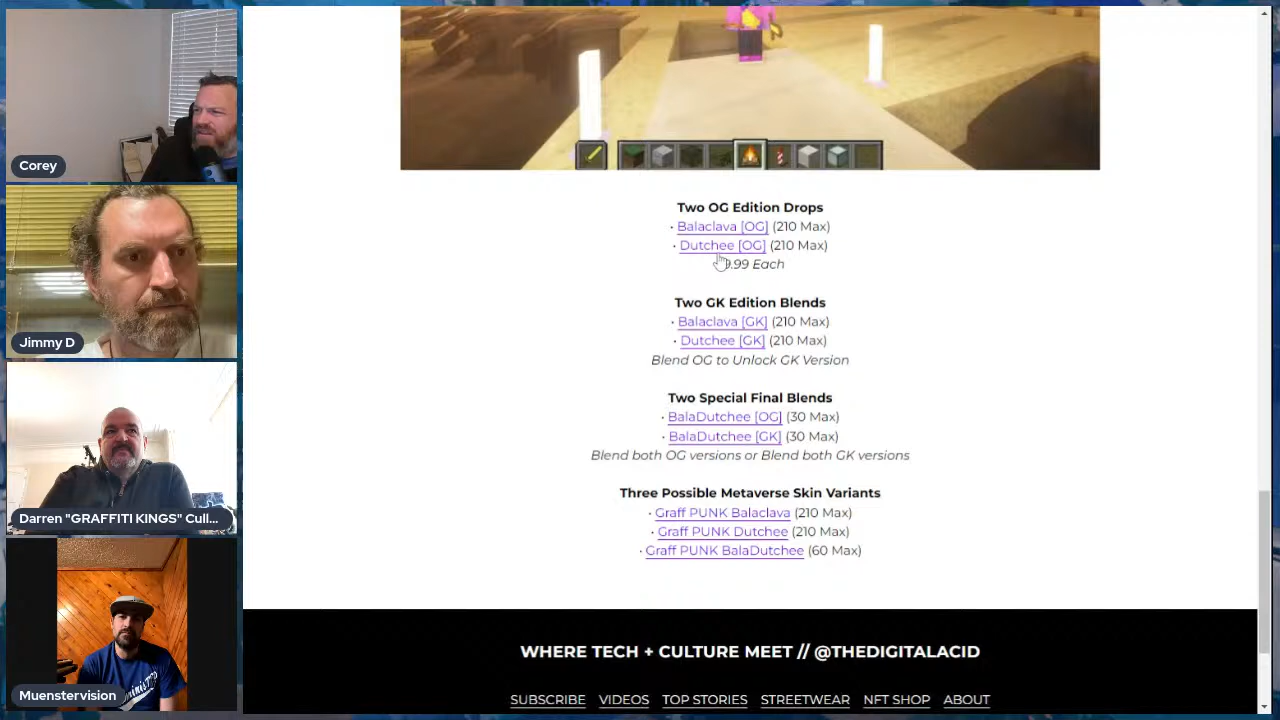 Corey
Jimmy D
Darren "GRAFFITI KINGS" Cull...
Muenstervision
Two OG Edition Drops
• Balaclava [OG] (210 Max)
• Dutchee [OG] (210 Max)
.99 Each
Two GK Edition Blends
• Balaclava [GK] (210 Max)
• Dutchee [GK] (210 Max)
Blend OG to Unlock GK Version
Two Special Final Blends
• BalaDutchee [OG] (30 Max)
• BalaDutchee [GK] (30 Max)
Blend both OG versions or Blend both GK versions
Three Possible Metaverse Skin Variants
• Graff PUNK Balaclava (210 Max)
• Graff PUNK Dutchee (210 Max)
• Graff PUNK BalaDutchee (60 Max)
WHERE TECH + CULTURE MEET // @THEDIGITALACID
SUBSCRIBE VIDEOS TOP STORIES STREETWEAR NFT SHOP ABOUT